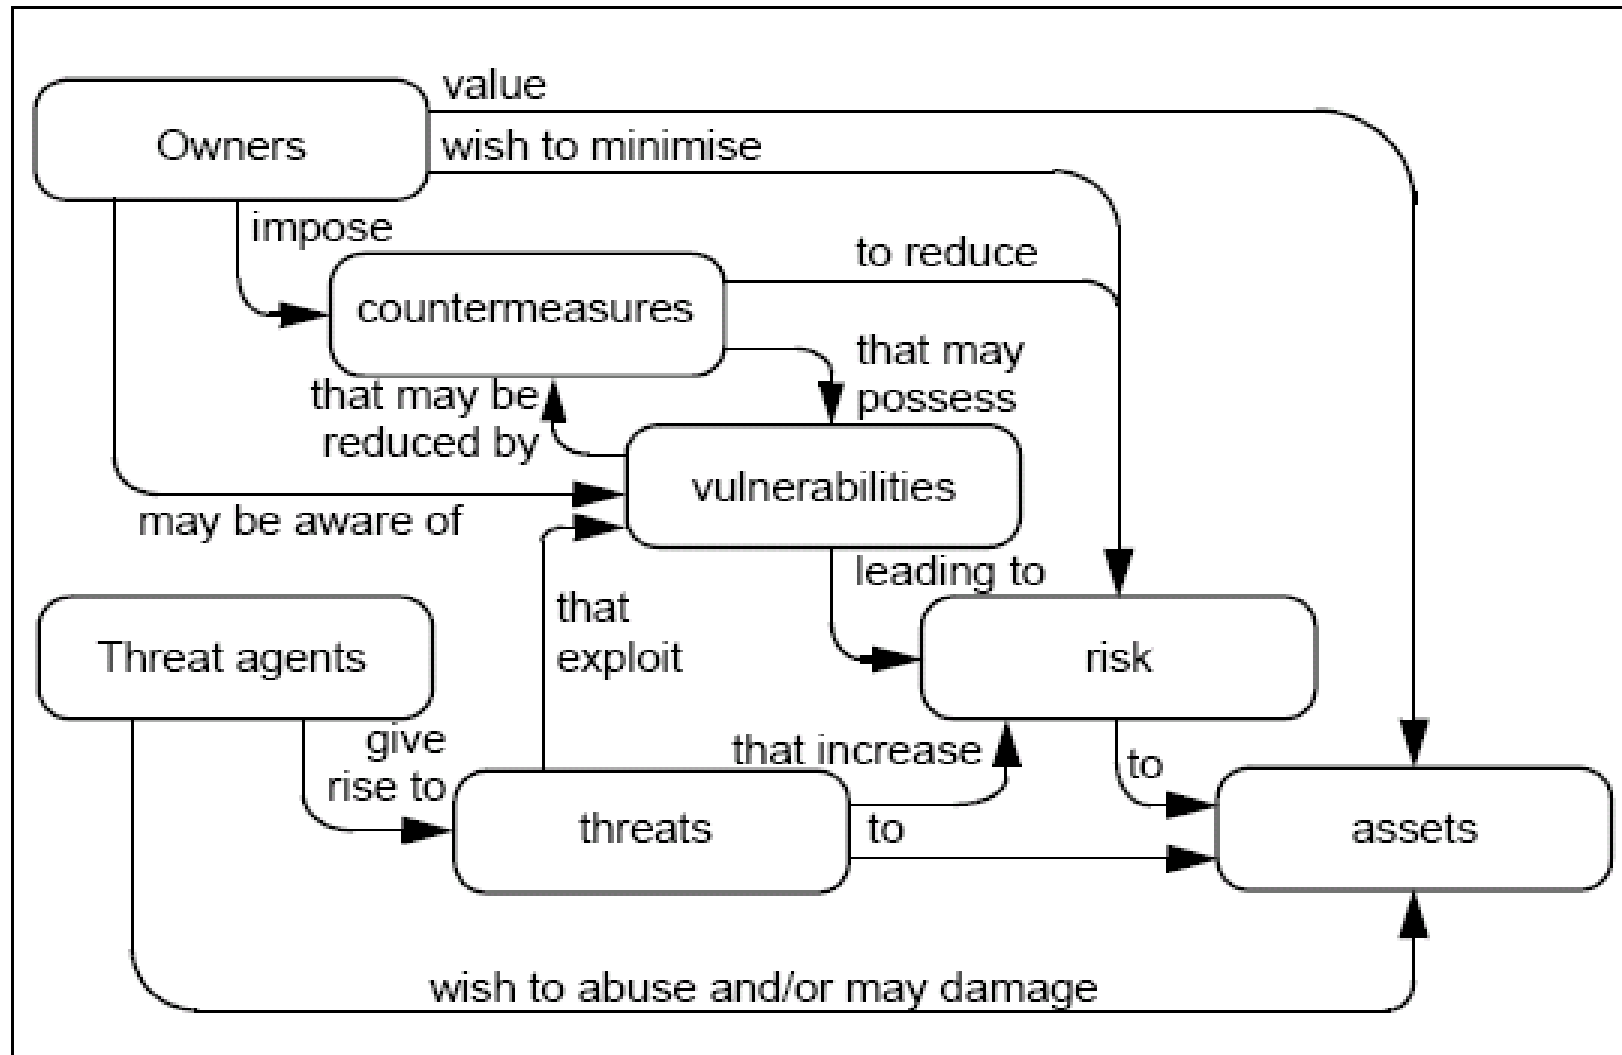 value
Owners
wish to minimise
impose
to reduce
countermeasures
that may
possess
that may be
reduced by
vulnerabilities
may be aware of
leading to
that
exploit
Threat agents
risk
give
rise to
that increase
to
threats
to
assets
wish to abuse and/or may damage